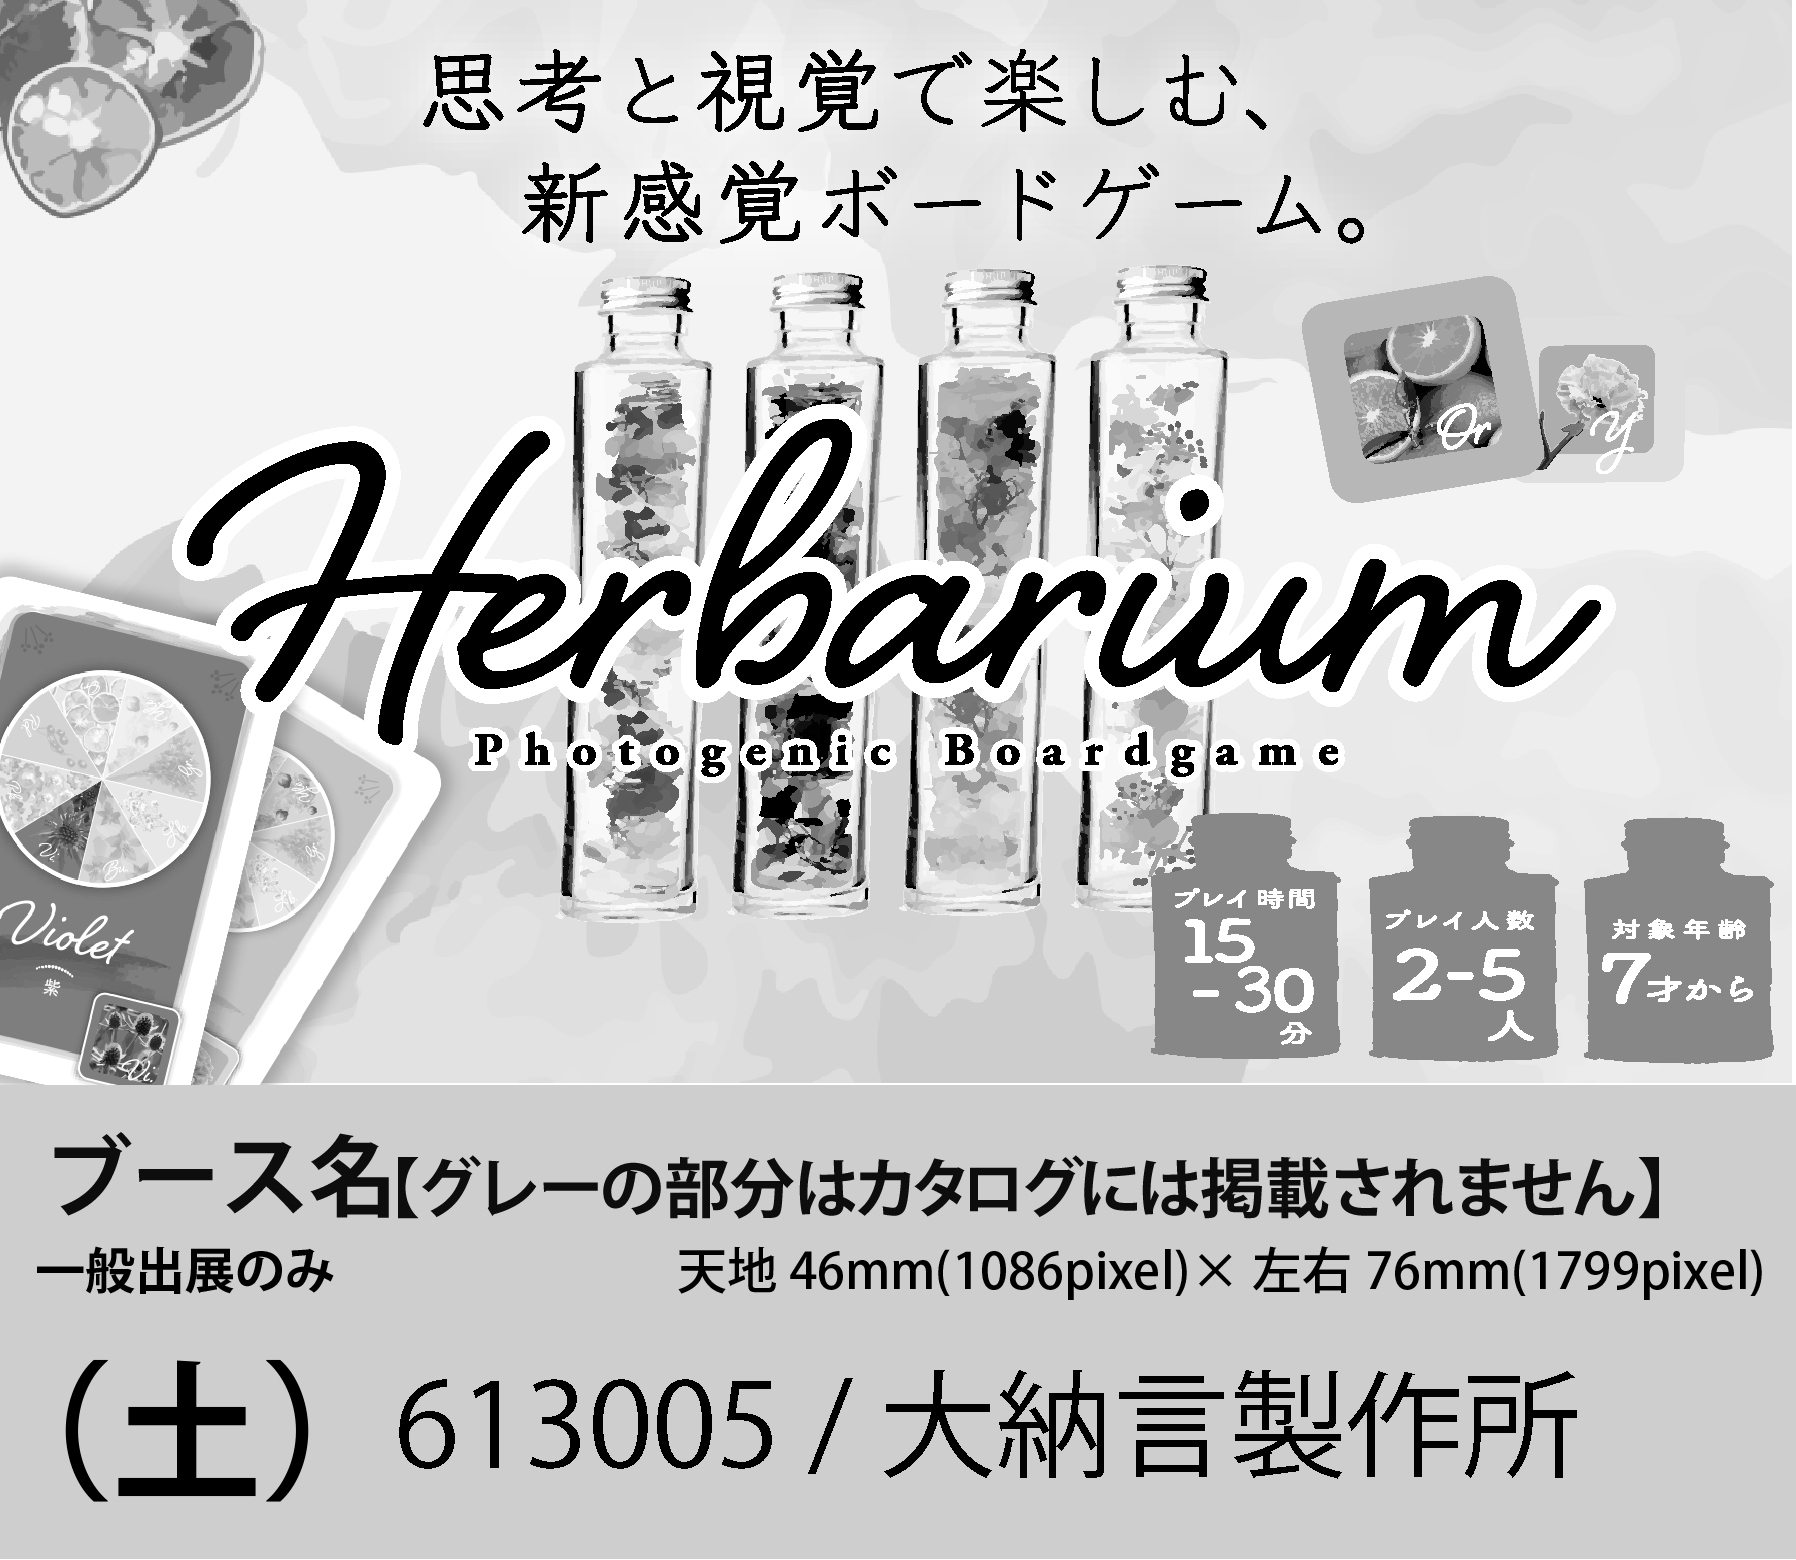 思考と視覚で楽しむ、
新感覚ボードゲーム。
Or
Y
Herbarium
Photogenic Boardgame
Vi.
Bu.
Violet
紫
Vi.
プレイ時間
15
-30
分
プレイ人数
2-5
人
対象年齢
7才から
ブース名【グレーの部分はカタログには掲載されません】
一般出展のみ 天地 46mm(1086pixel)× 左右 76mm(1799pixel)
（土） 613005 / 大納言製作所